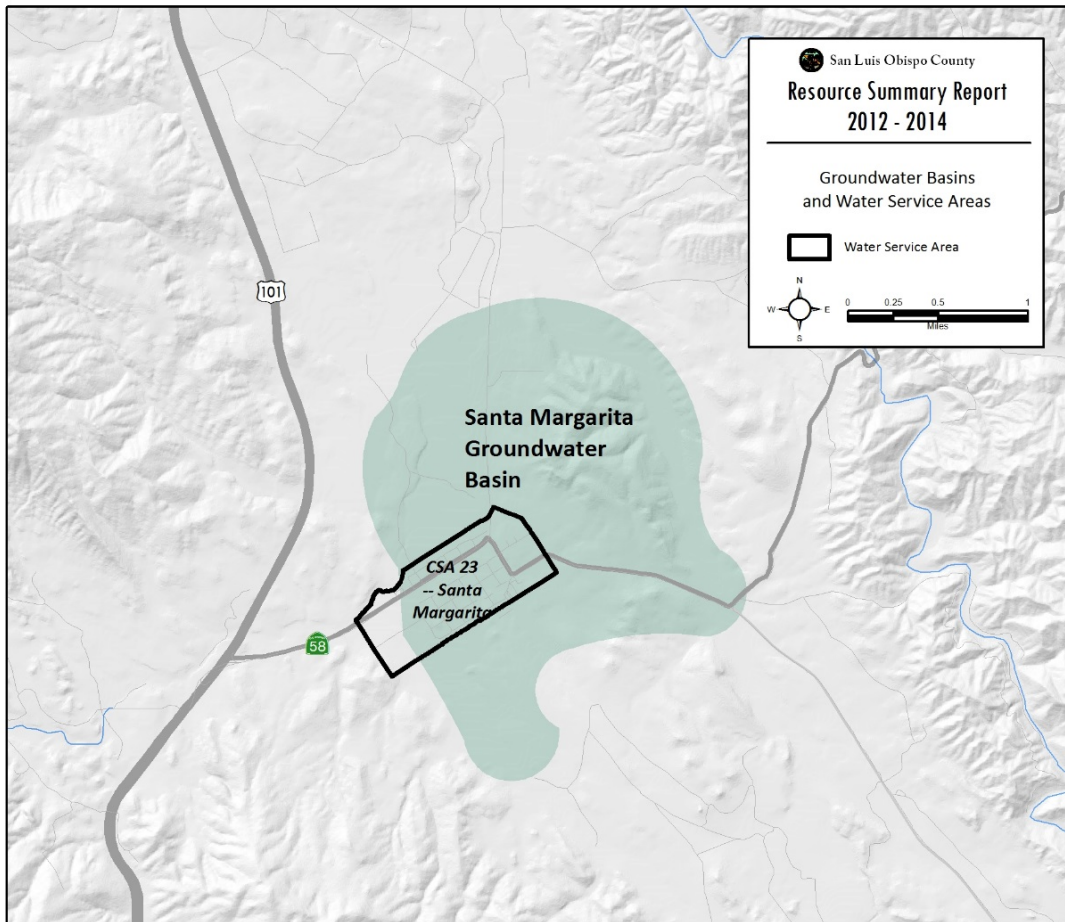 San Luis Obispo County
Resource Summary Report
2012 - 2014
Groundwater Basins
and Water Service Areas
Water Service Area
N
W
E
S
0
0.25
0.5
1
Miles
101
Santa Margarita
Groundwater
Basin
CSA 23
-- Santa
Margarita
58